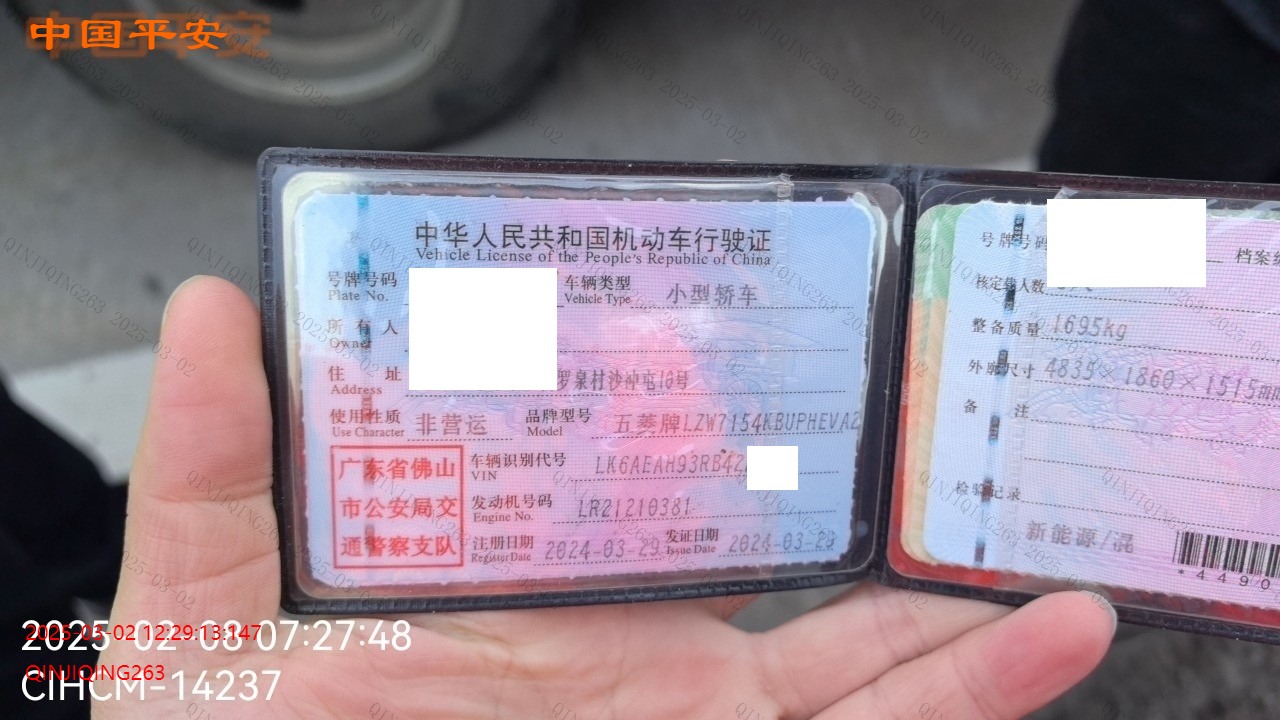 中国平安
中华人民共和国机动车行驶证
Vehicle License of the People's Republic of China
号牌号码
Plate No.
车辆类型 小型轿车
Vehicle Type
所有人
Owner
住址 罗泉村沙冲屯10号
Address
使用性质 非营运
Use Character
品牌型号 五菱牌LZW7154KBUPHEVA2
Model
广东省佛山
市公安局交
通警察支队
车辆识别代号 LK6AEAH93RB4Z
VIN
发动机号码 LR21210381
Engine No.
注册日期 2024-03-29
RegisterDate
发证日期 2024-03-29
Issue Date
号牌号码
档案
核定载人数
整备质量 1695kg
外廓尺寸 4835×1860×1515mm
备注
检验记录
新能源/混
*4490
2025-02-08 07:27:48
2025-03-02 12:29:13:147
QINJIQING263
CIHCM-14237
QINJIQING263 2025-03-02